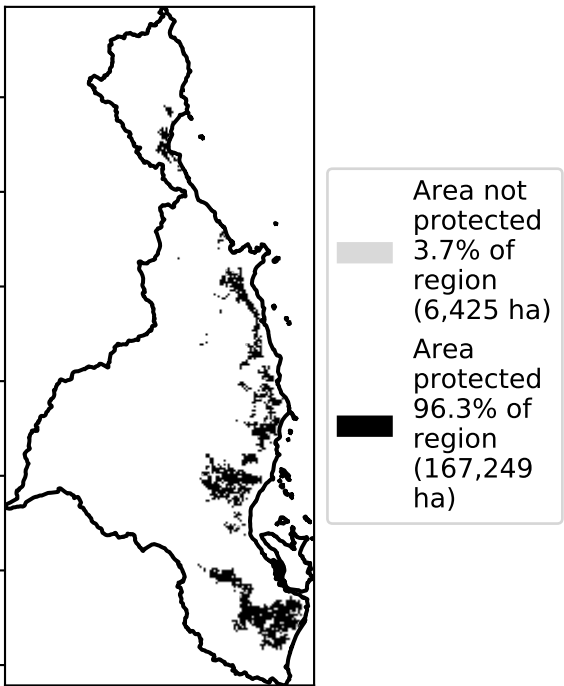 Area not
protected
3.7% of
region
(6,425 ha)
Area
protected
96.3% of
region
(167,249
ha)